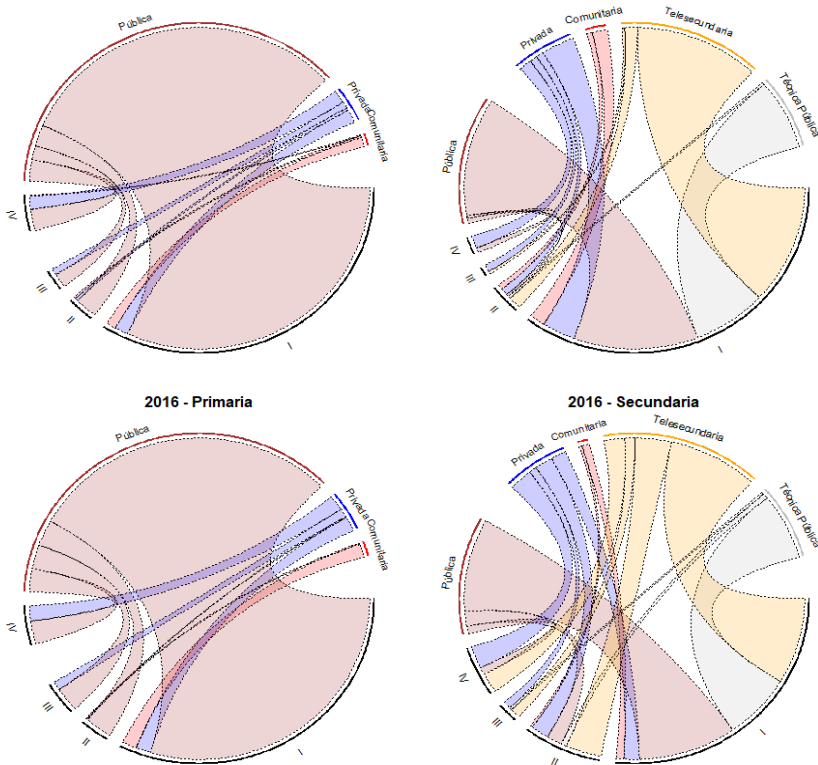 Pública
Privada
Comunitaria
IV
III
II
I
Privada
Comunitaria
Telesecundaria
Técnica Pública
Pública
IV
III
II
I
2016 - Primaria
Pública
Privada
Comunitaria
IV
III
II
I
2016 - Secundaria
Privada
Comunitaria
Telesecundaria
Técnica Pública
Pública
IV
III
II
I